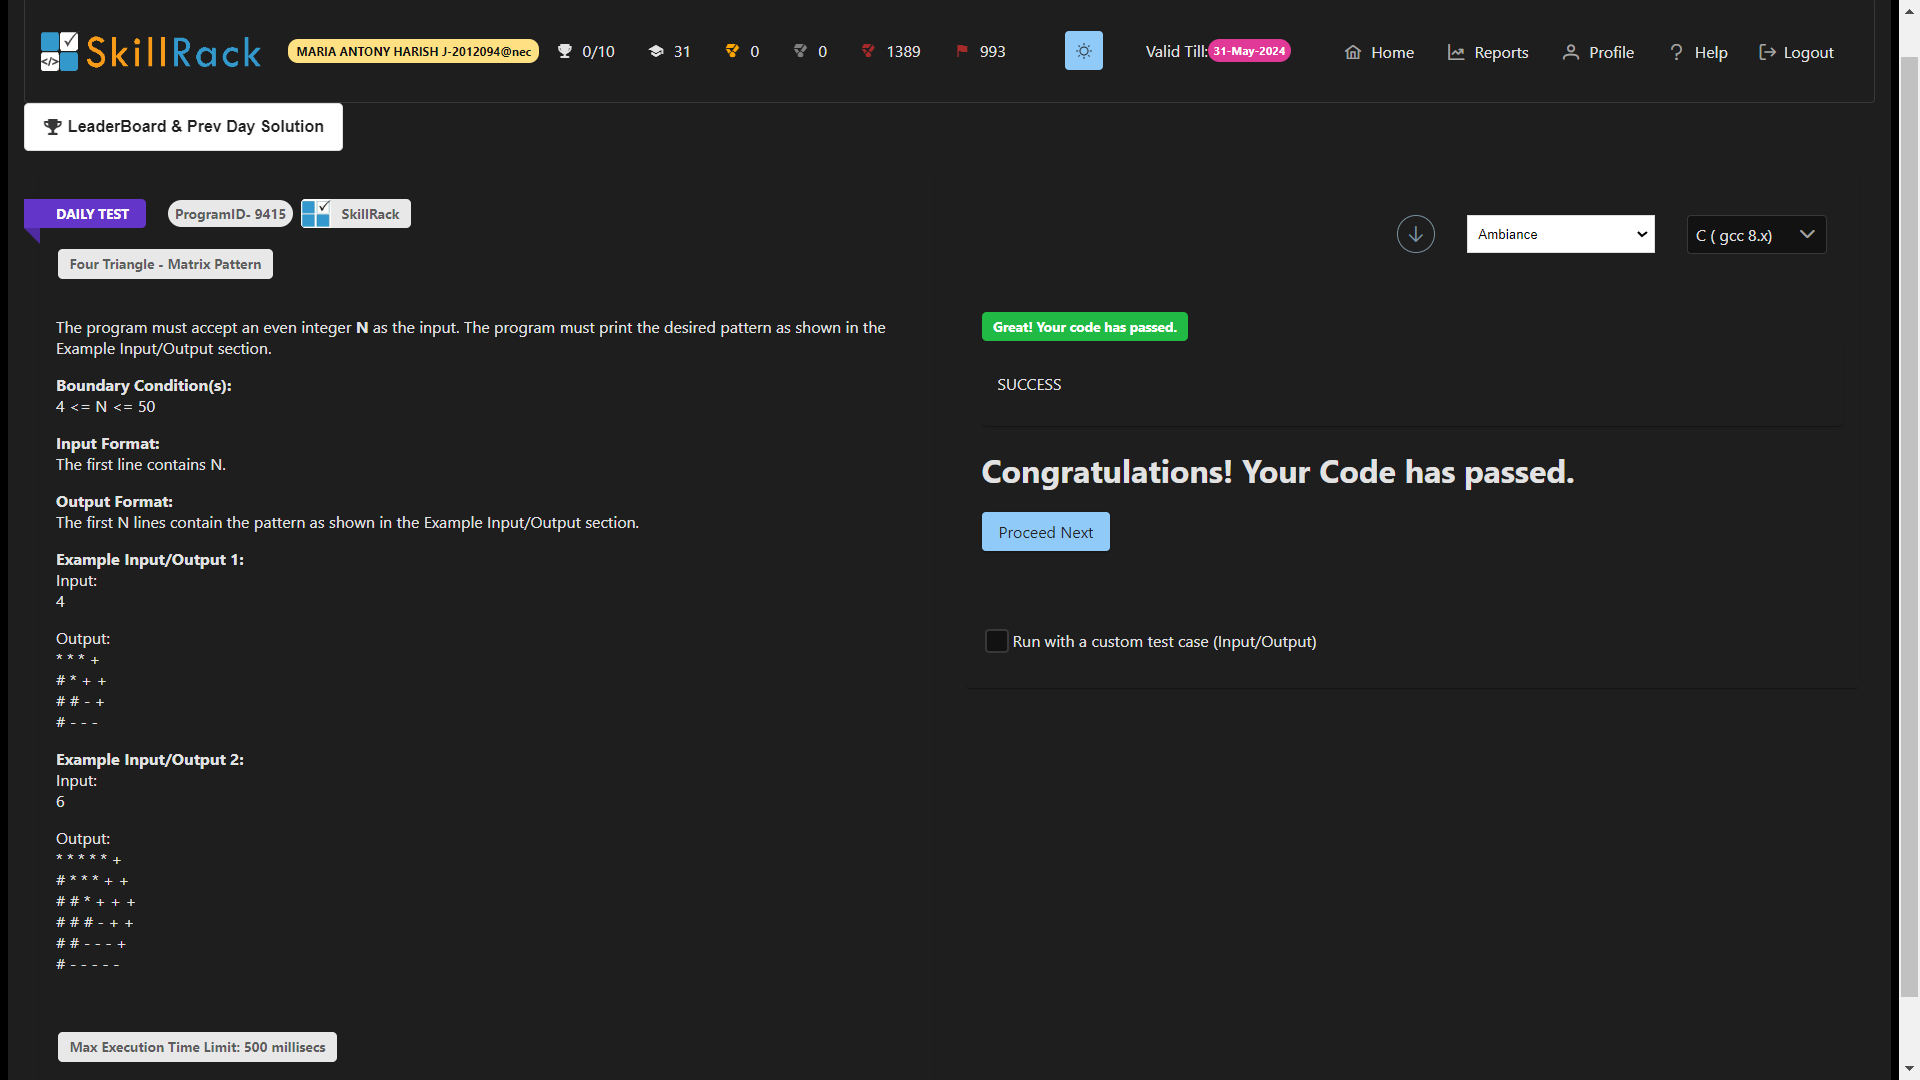 SkillRack
MARIA ANTONY HARISH J-2012094@nec
0/10
31
0
0
1389
993
Valid Till: 31-May-2024
Home
Reports
Profile
Help
Logout
LeaderBoard & Prev Day Solution
DAILY TEST
ProgramID- 9415
SkillRack
Ambiance
C ( gcc 8.x)
Four Triangle - Matrix Pattern
The program must accept an even integer N as the input. The program must print the desired pattern as shown in the
Example Input/Output section.
Boundary Condition(s):
4 <= N <= 50
Input Format:
The first line contains N.
Output Format:
The first N lines contain the pattern as shown in the Example Input/Output section.
Example Input/Output 1:
Input:
4
Output:
* * * +
# * + +
# # - +
# - - -
Example Input/Output 2:
Input:
6
Output:
* * * * * +
# * * * + +
# # * + + +
# # # - + +
# # - - - +
# - - - - -
Max Execution Time Limit: 500 millisecs
Great! Your code has passed.
SUCCESS
Congratulations! Your Code has passed.
Proceed Next
Run with a custom test case (Input/Output)